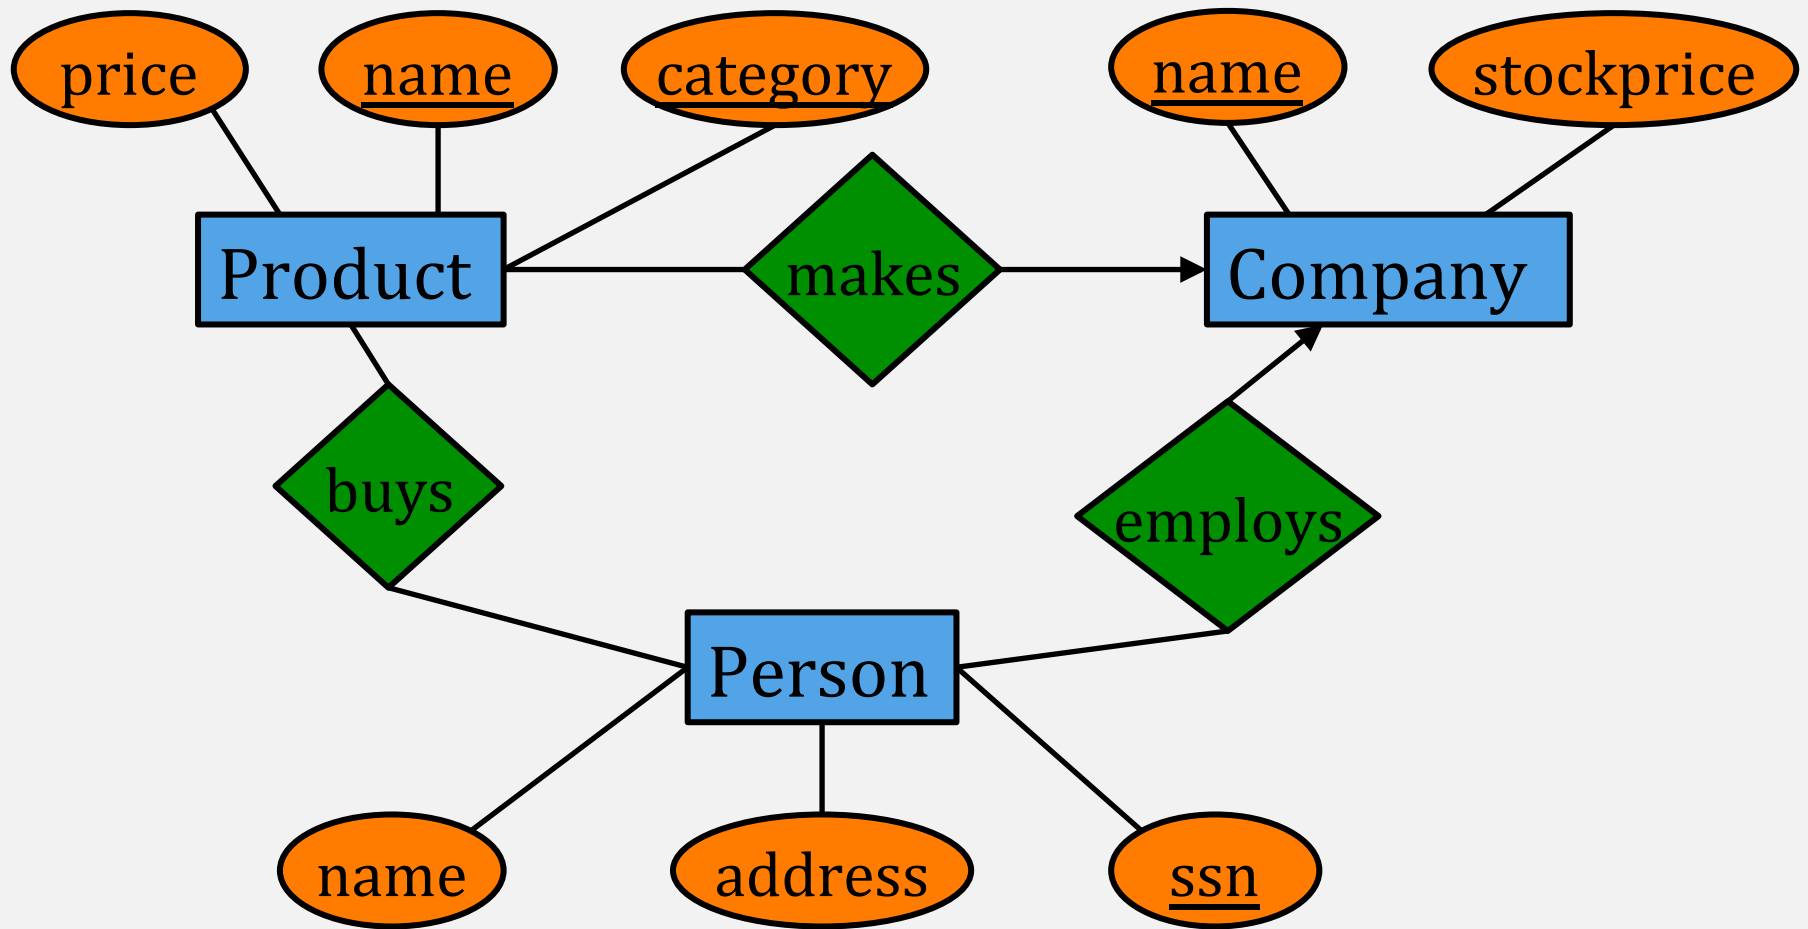 price
name
category
name
stockprice
Product
makes
Company
buys
employs
Person
name
address
ssn